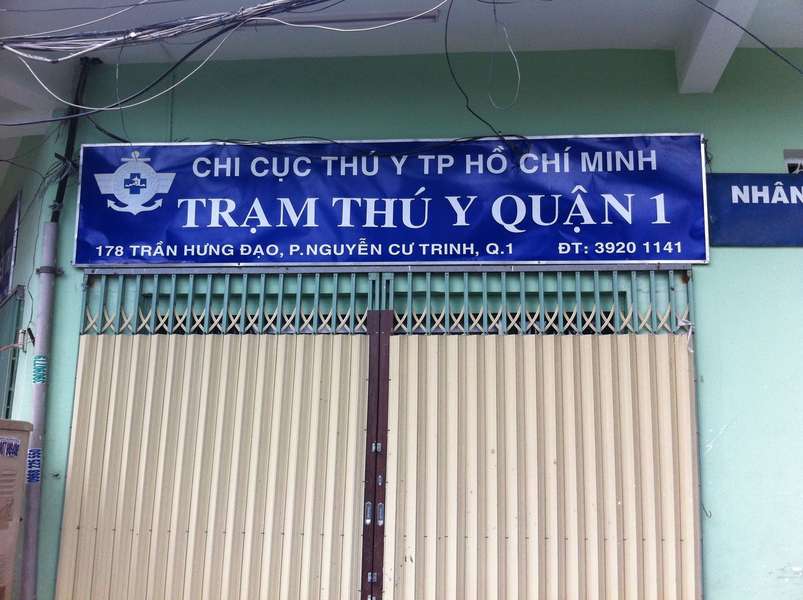 CHI CỤC THÚ Y TP HỒ CHÍ MINH
TRẠM THÚ Y QUẬN 1
178 TRẦN HƯNG ĐẠO, P.NGUYỄN CƯ TRINH, Q.1 ĐT: 3920 1141
NHÂN